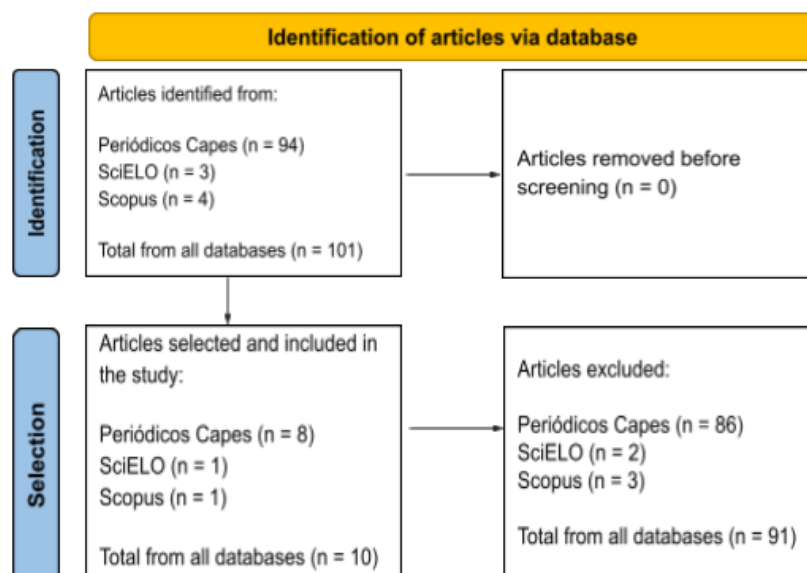 Identification of articles via database
Identification
Articles identified from:
Periódicos Capes (n = 94)
SciELO (n = 3)
Scopus (n = 4)
Total from all databases (n = 101)
Articles removed before
screening (n = 0)
Selection
Articles selected and included in
the study:
Periódicos Capes (n = 8)
SciELO (n = 1)
Scopus (n = 1)
Total from all databases (n = 10)
Articles excluded:
Periódicos Capes (n = 86)
SciELO (n = 2)
Scopus (n = 3)
Total from all databases (n = 91)